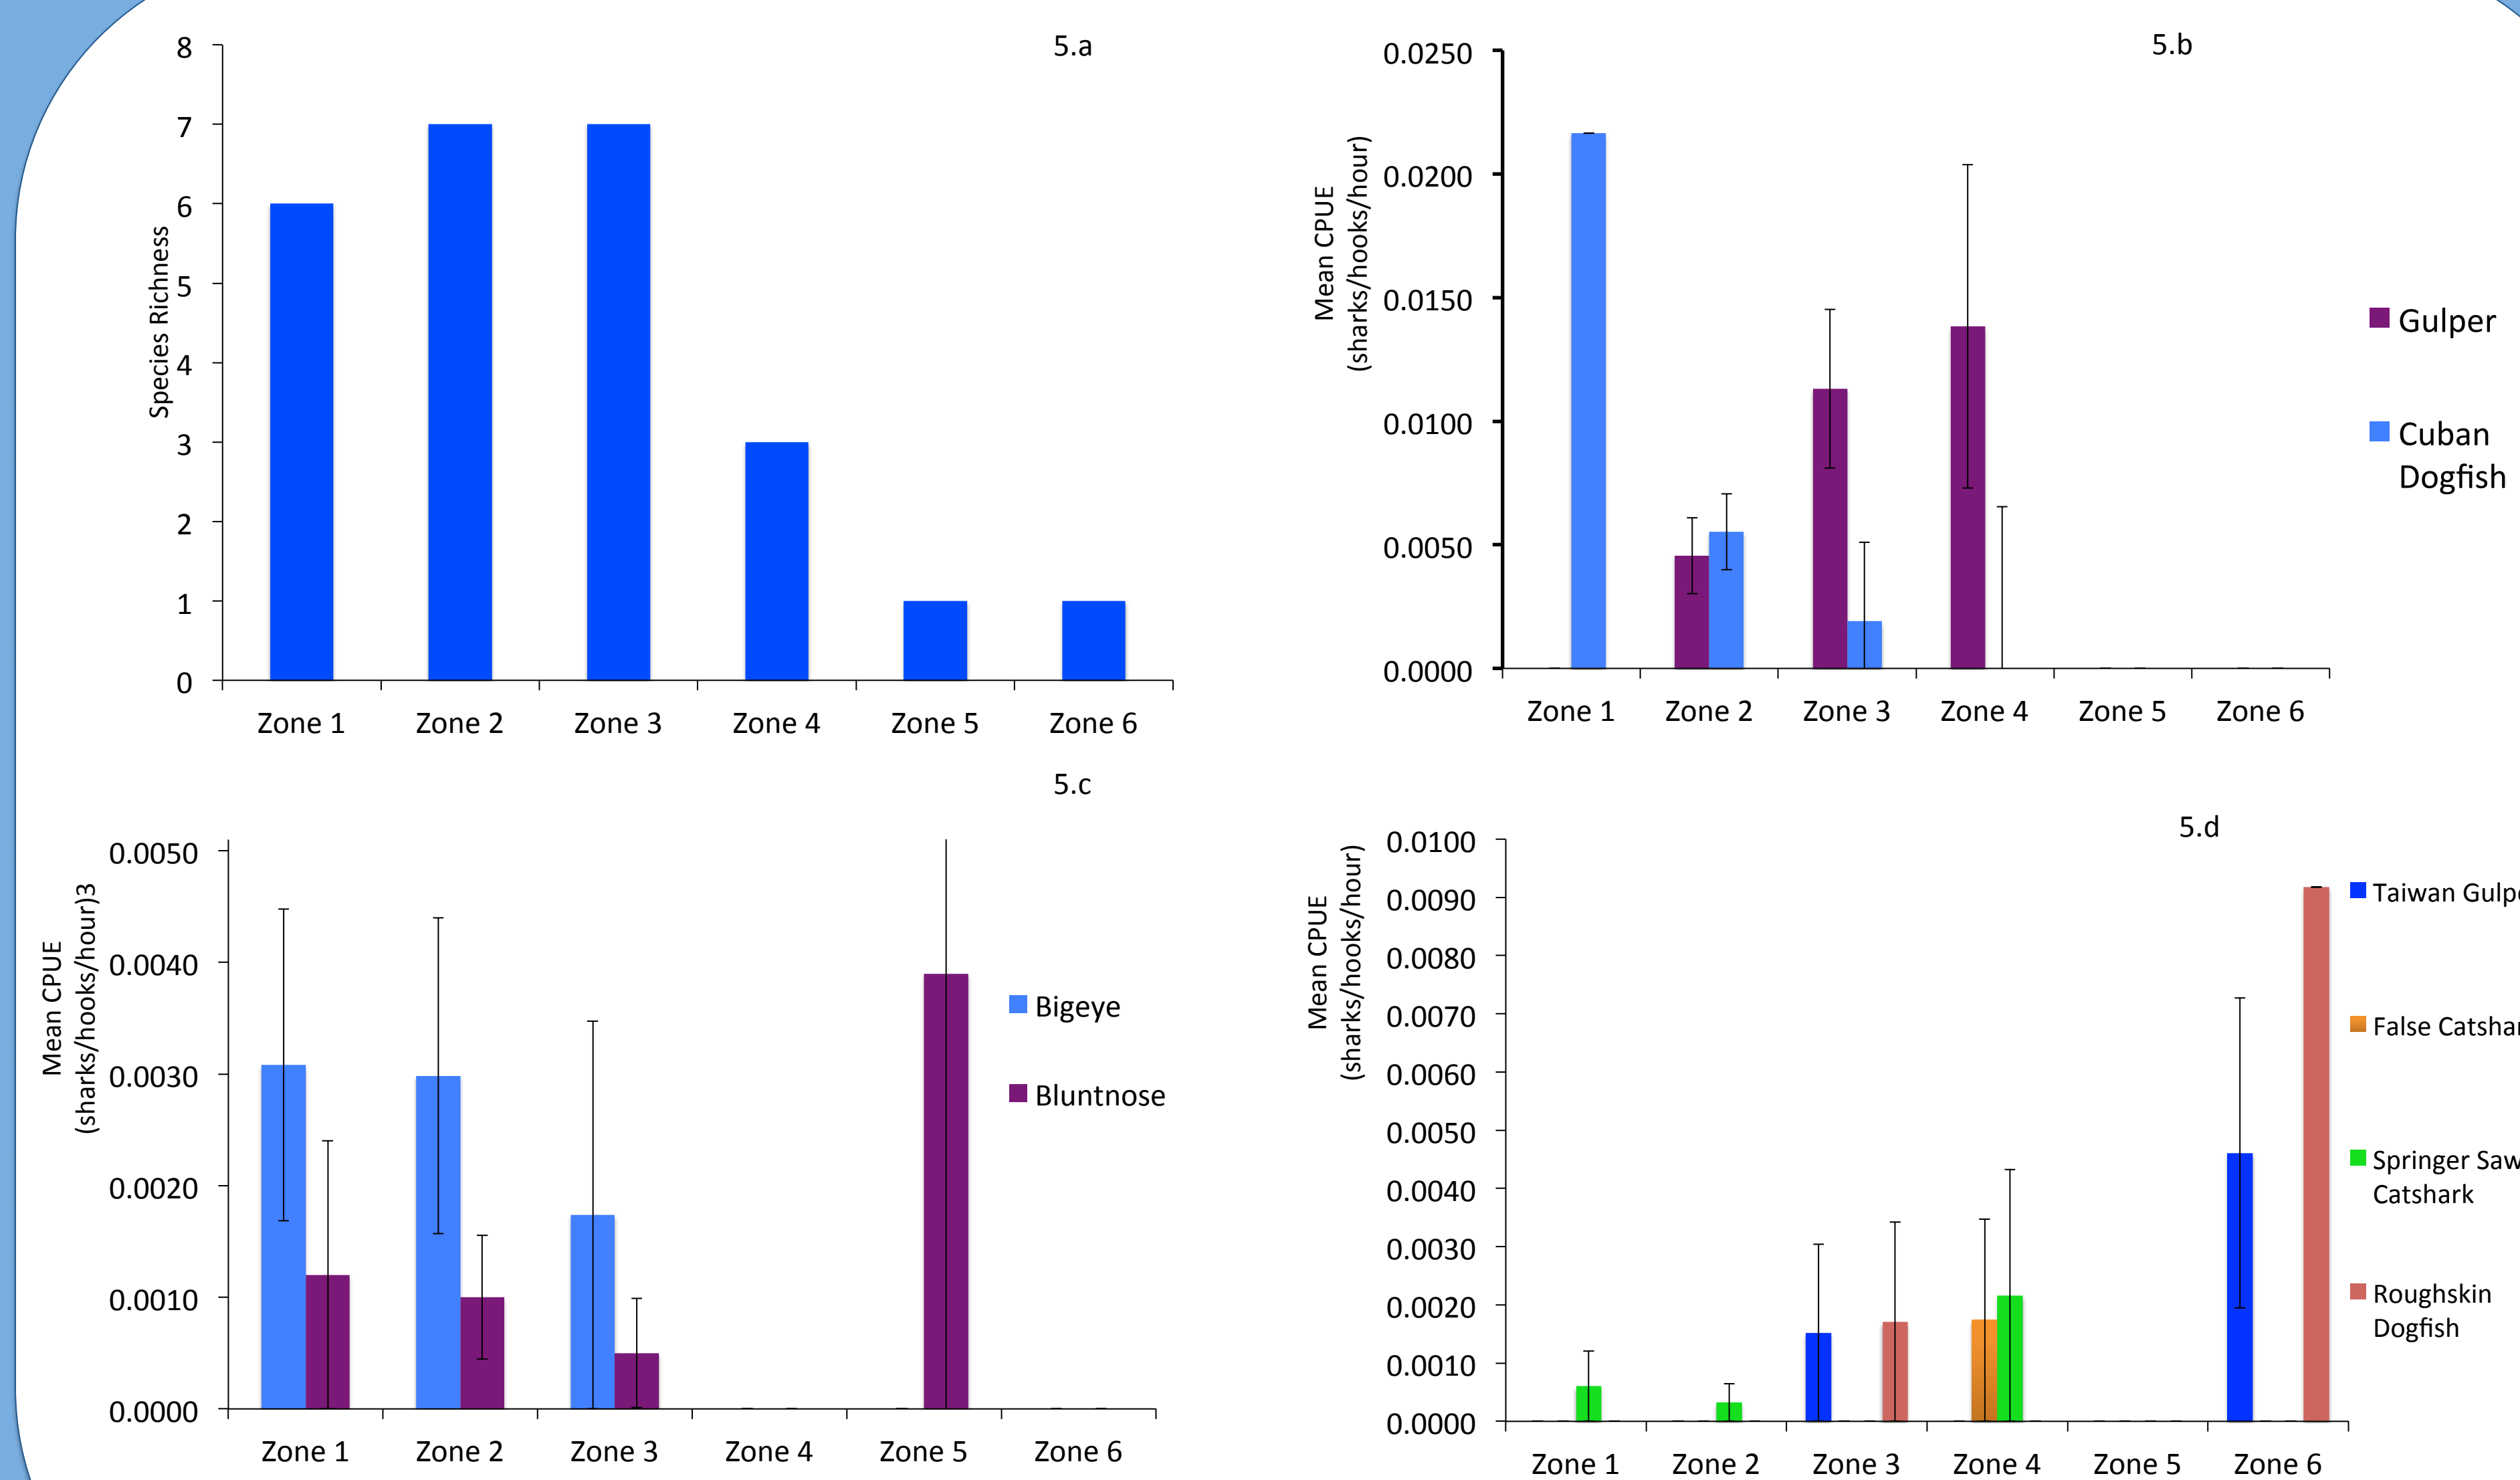 5.a
8
7
6
5
4
3
2
1
0
Species Richness
Zone 1 Zone 2 Zone 3 Zone 4 Zone 5 Zone 6
5.b
0.0250
0.0200
0.0150
0.0100
0.0050
0.0000
Mean CPUE
(sharks/hooks/hour)
Zone 1 Zone 2 Zone 3 Zone 4 Zone 5 Zone 6
Gulper
Cuban
Dogfish
5.c
0.0050
0.0040
0.0030
0.0020
0.0010
0.0000
Mean CPUE
(sharks/hooks/hour)3
Zone 1 Zone 2 Zone 3 Zone 4 Zone 5 Zone 6
Bigeye
Bluntnose
5.d
0.0100
0.0090
0.0080
0.0070
0.0060
0.0050
0.0040
0.0030
0.0020
0.0010
0.0000
Mean CPUE
(sharks/hooks/hour)
Zone 1 Zone 2 Zone 3 Zone 4 Zone 5 Zone 6
Taiwan
False
Springer
Catshark
Roughskin
Dogfish